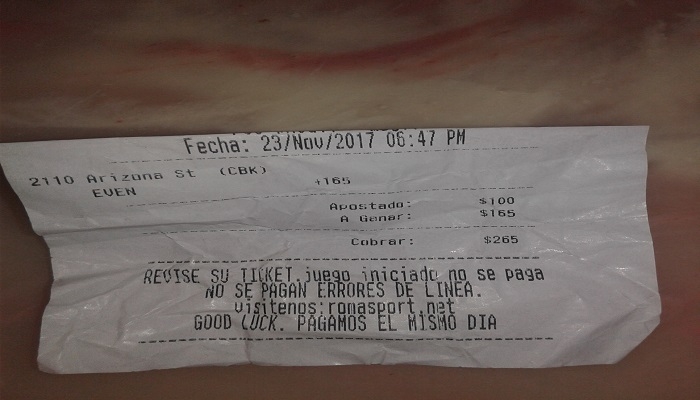 Fecha: 23/Nov/2017 06:47 PM
2110 Arizona St (CBK)
EVEN +165
Apostado: $100
A Ganar: $165
Cobrar: $265
REVISE SU TICKET.juego iniciado no se paga
NO SE PAGAN ERRORES DE LINEA.
visitenos:ronasport.net
GOOD LUCK. PAGAMOS EL MISMO DIA